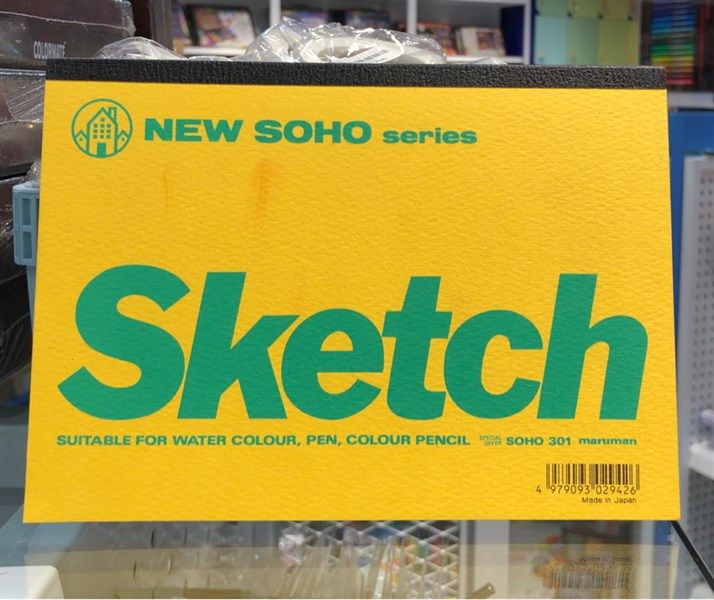 COLORMATE
NEW SOHO series
Sketch
SUITABLE FOR WATER COLOUR, PEN, COLOUR PENCIL SPECIAL OFFER SOHO 301 maruman
4 979093 029426
Made in Japan